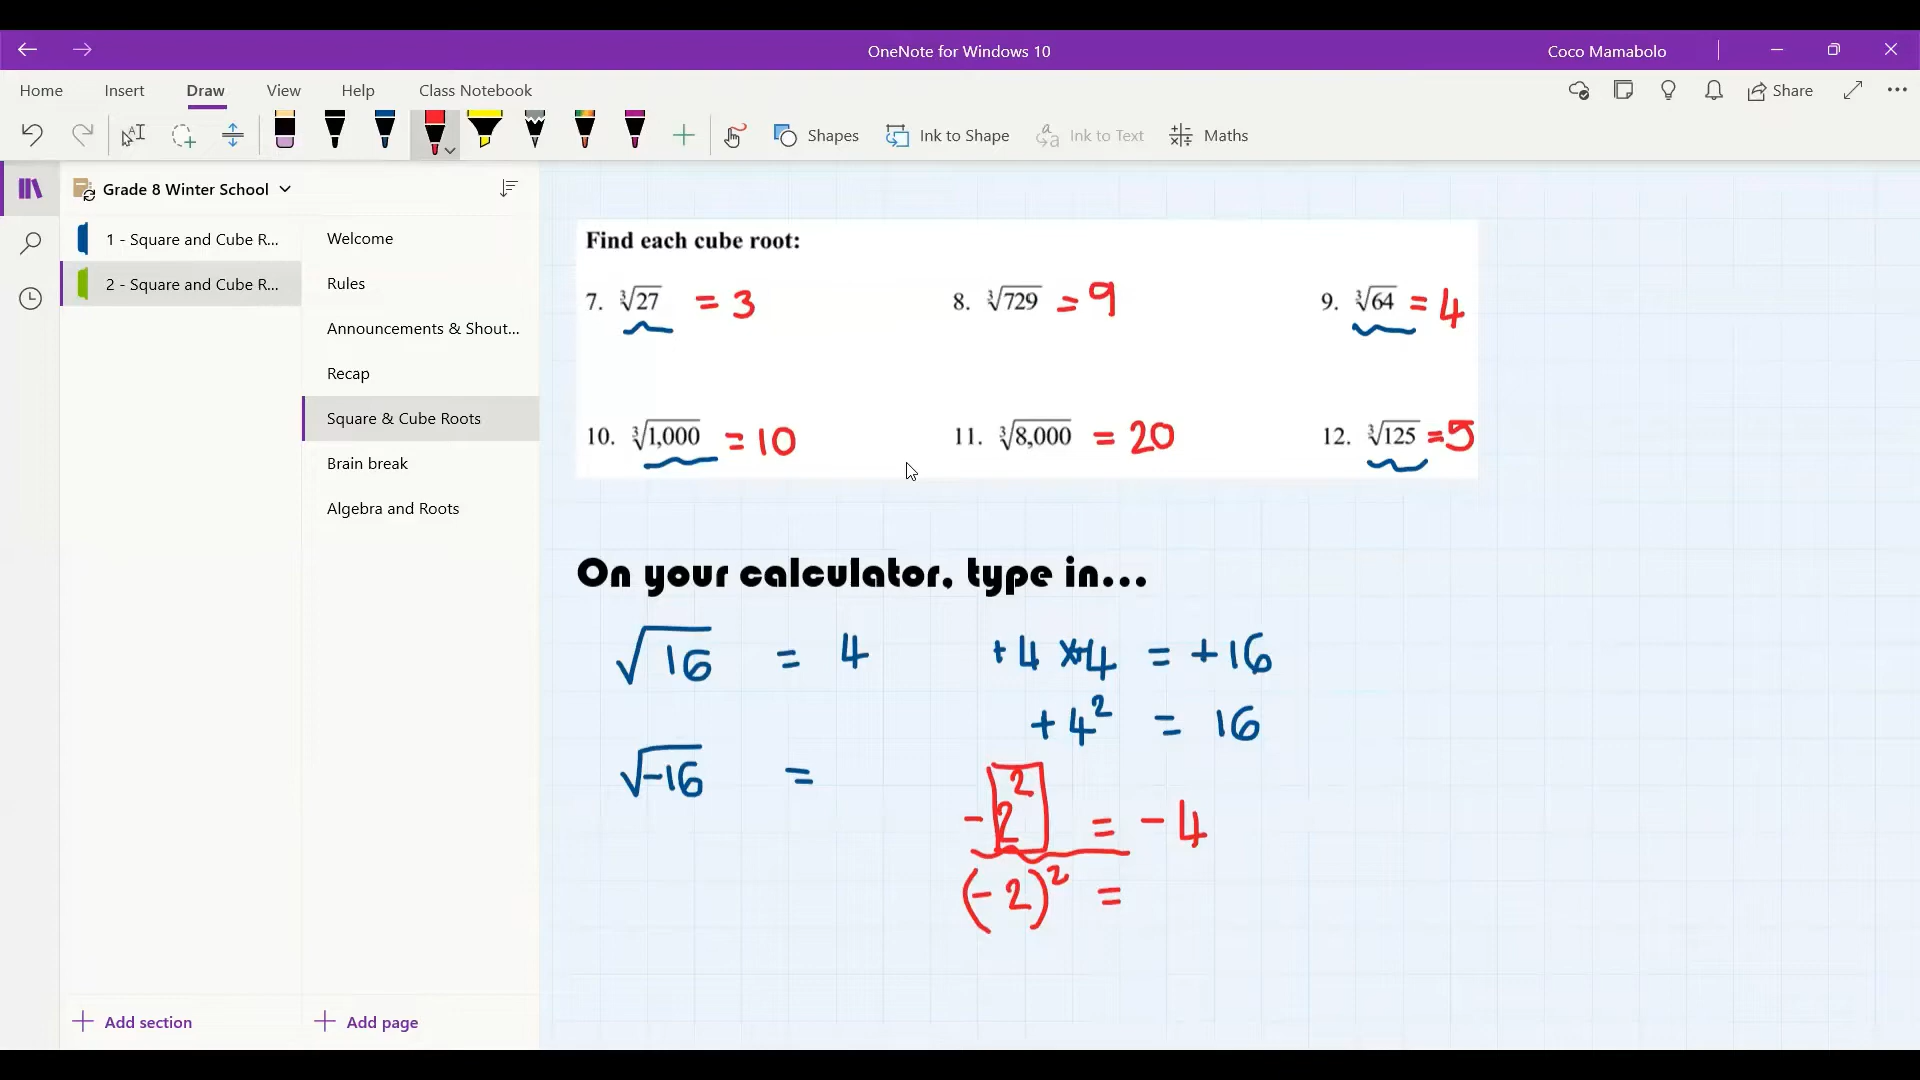 OneNote for Windows 10
Coco Mamabolo
Home Insert Draw View Help Class Notebook Share
Shapes Ink to Shape Ink to Text Maths
Grade 8 Winter School
1 - Square and Cube R...
2 - Square and Cube R...
Welcome
Rules
Announcements & Shout...
Recap
Square & Cube Roots
Brain break
Algebra and Roots
Add section
Add page
Find each cube root:
7. ∛27 = 3 8. ∛729 = 9 9. ∛64 = 4
10. ∛1,000 = 10 11. ∛8,000 = 20 12. ∛125 = 5
On your calculator, type in...
√16 = 4 +4 x+4 = +16
+4² = 16
√-16 =
-2² = -4
(-2)² =